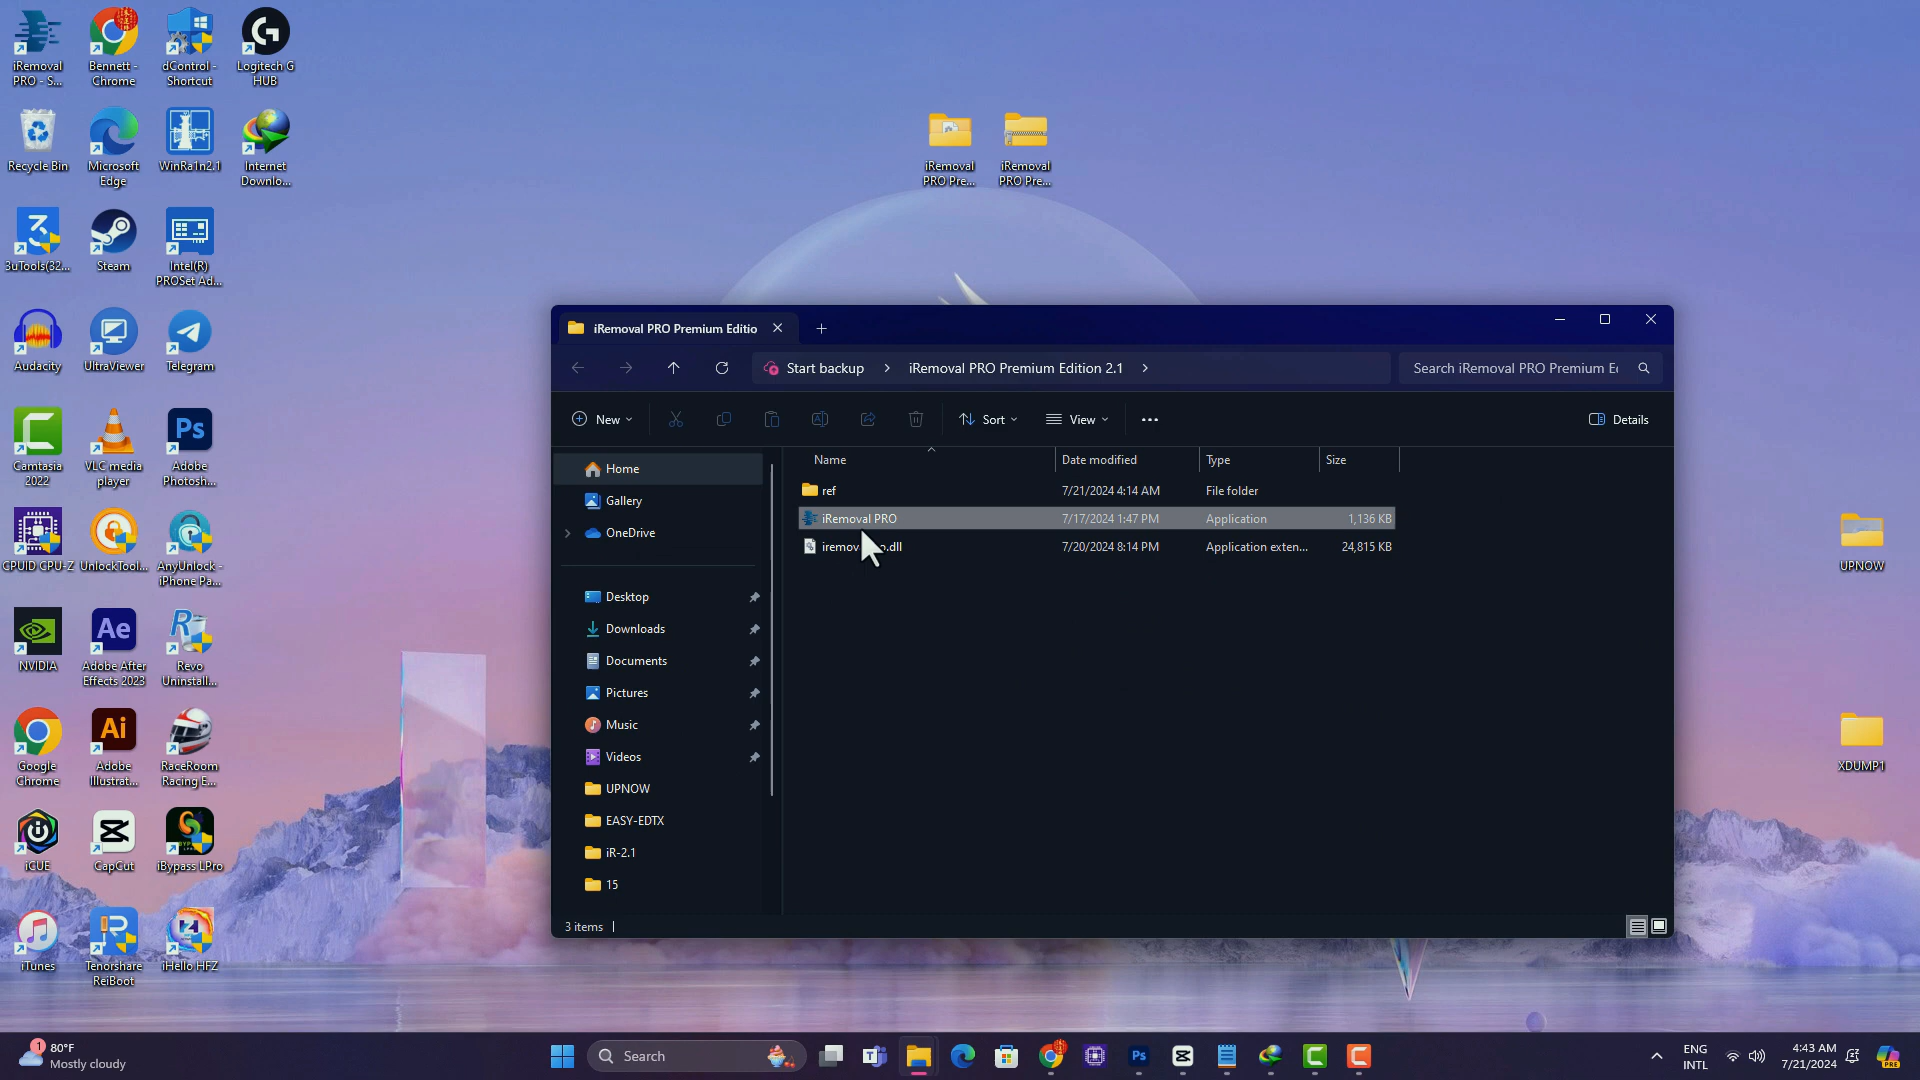 iRemoval
PRO - S...
Bennett -
Chrome
dControl -
Shortcut
Logitech G
HUB
Recycle Bin
Microsoft
Edge
WinRa1n2.1
Internet
Downlo...
iRemoval
PRO Pre...
iRemoval
PRO Pre...
3uTools(32...
Steam
Intel(R)
PROSet Ad...
Audacity
UltraViewer
Telegram
Camtasia
2022
VLC media
player
Adobe
Photosh...
CPUID CPU-Z
UnlockTool...
AnyUnlock -
iPhone Pa...
NVIDIA
Adobe After
Effects 2023
Revo
Uninstall...
Google
Chrome
Adobe
Illustrat...
RaceRoom
Racing E...
iCUE
CapCut
iBypass LPro
iTunes
Tenorshare
ReiBoot
iHello HFZ
UPNOW
XDUMP1
iRemoval PRO Premium Editio
Start backup
iRemoval PRO Premium Edition 2.1
Search iRemoval PRO Premium Ec
New
Sort
View
Details
Home
Gallery
OneDrive
Desktop
Downloads
Documents
Pictures
Music
Videos
UPNOW
EASY-EDTX
iR-2.1
15
Name Date modified Type Size
ref 7/21/2024 4:14 AM File folder
iRemoval PRO 7/17/2024 1:47 PM Application 1,136 KB
7/20/2024 8:14 PM Application exten... 24,815 KB
3 items
1
80°F
Mostly cloudy
Search
ENG
INTL
4:43 AM
7/21/2024
PRE